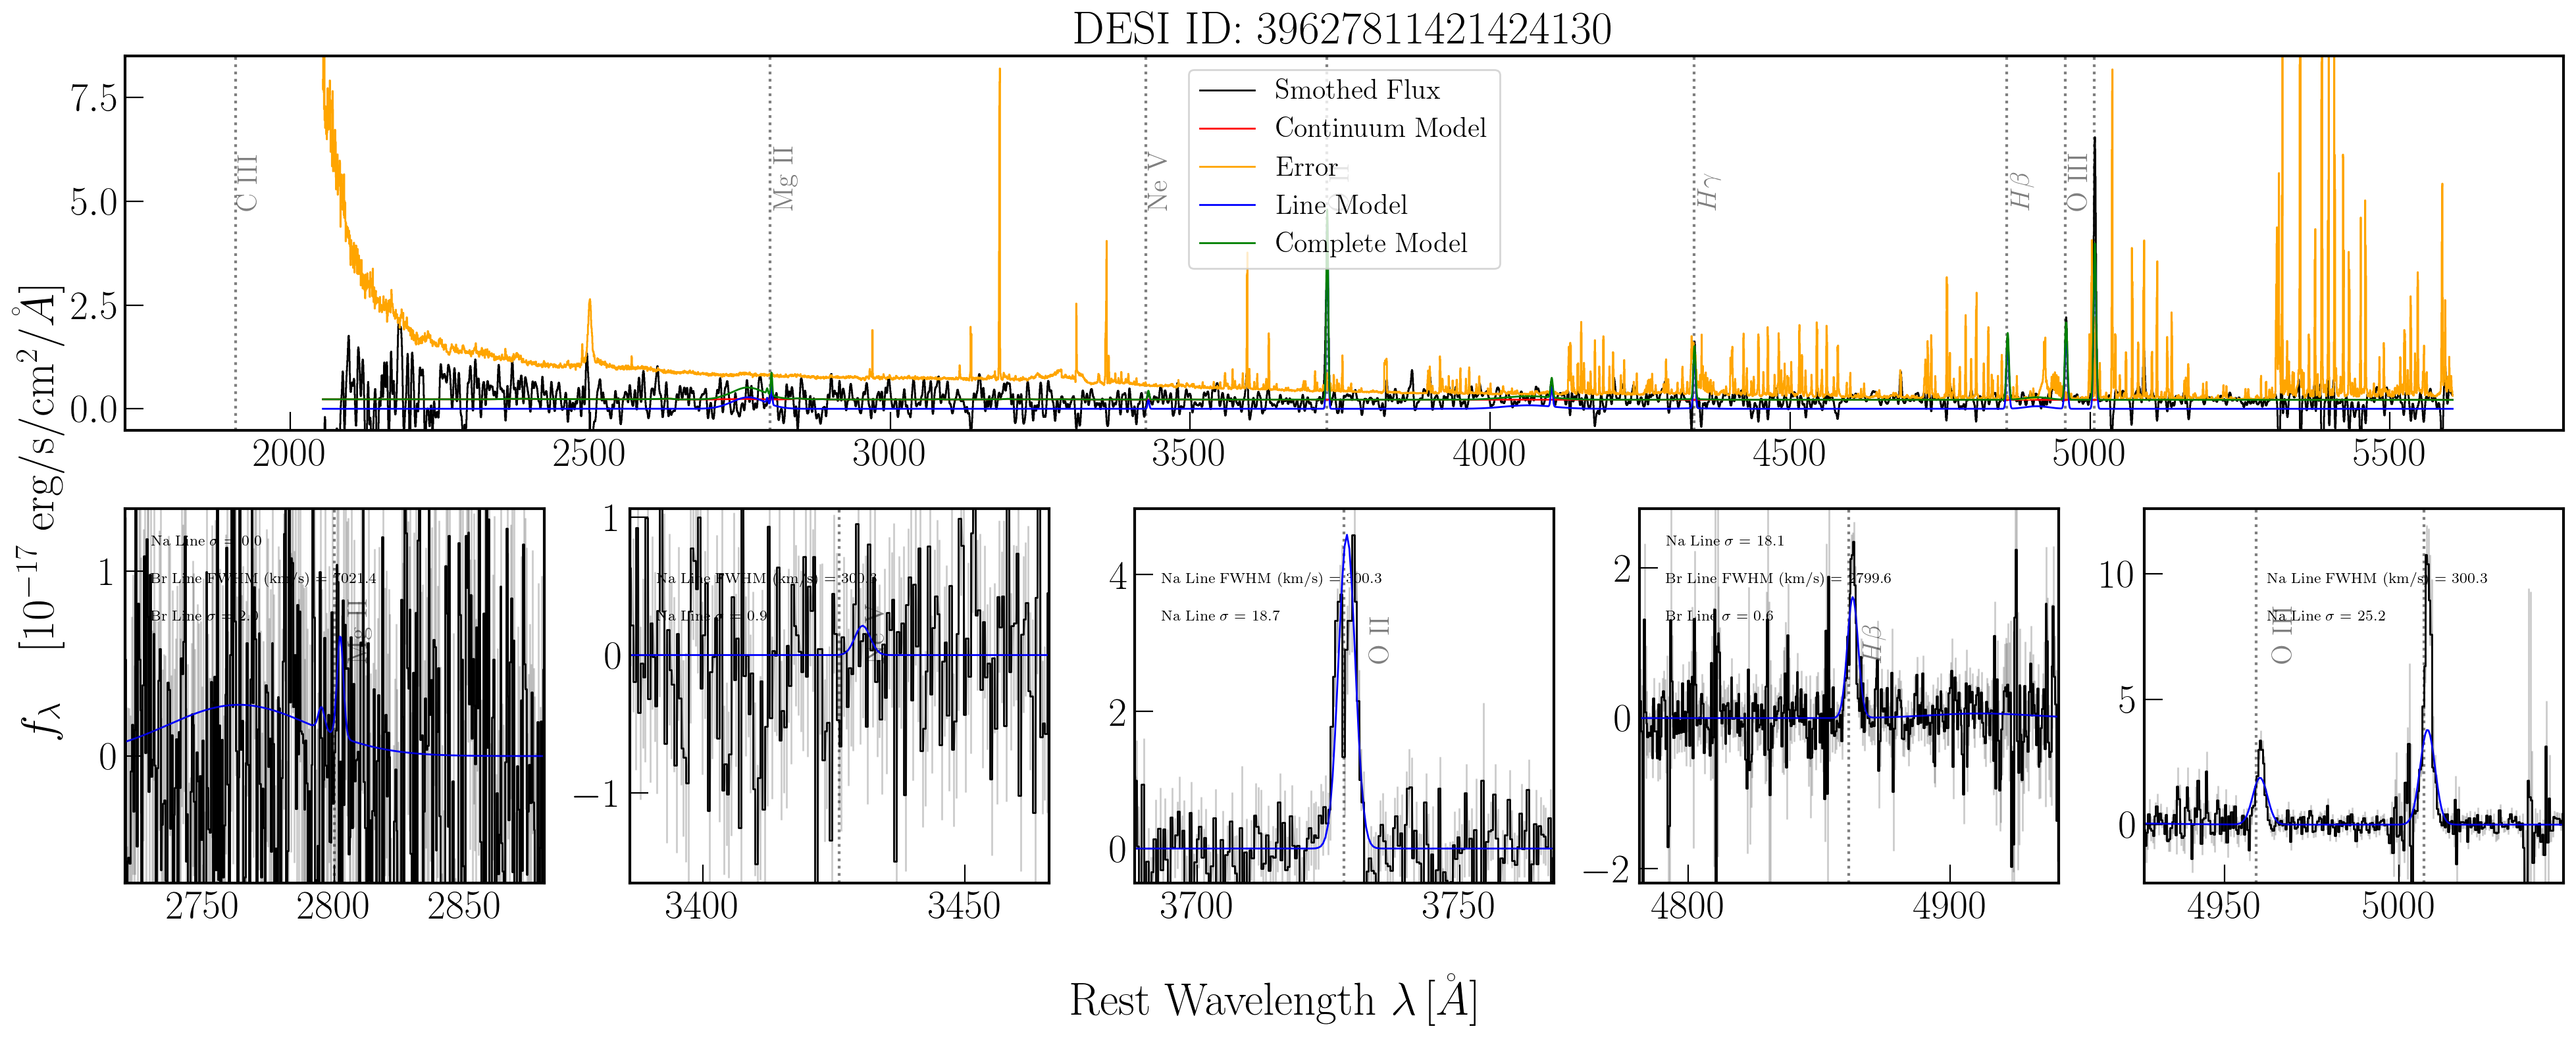 DESI ID: 39627811421424130
Smothed Flux
Continuum Model
Error
Line Model
Complete Model
C III
Mg II
Ne V
Hγ
Hβ
O III
7.5
5.0
2.5
0.0
2000 2500 3000 3500 4000 4500 5000 5500
f_λ [10^{-17} erg/s/cm^2/Å]
Na Line σ = 0.0
Br Line FWHM (km/s) = 7021.4
Br Line σ = 2.0
Mg II
1
0
2750 2800 2850
Na Line FWHM (km/s) = 300.3
Na Line σ = 0.9
Ne V
1
0
−1
3400 3450
Na Line FWHM (km/s) = 300.3
Na Line σ = 18.7
O II
4
2
0
3700 3750
Na Line σ = 18.1
Br Line FWHM (km/s) = 2799.6
Br Line σ = 0.6
Hβ
2
0
−2
4800 4900
Na Line FWHM (km/s) = 300.3
Na Line σ = 25.2
O III
10
5
0
4950 5000
Rest Wavelength λ [Å]